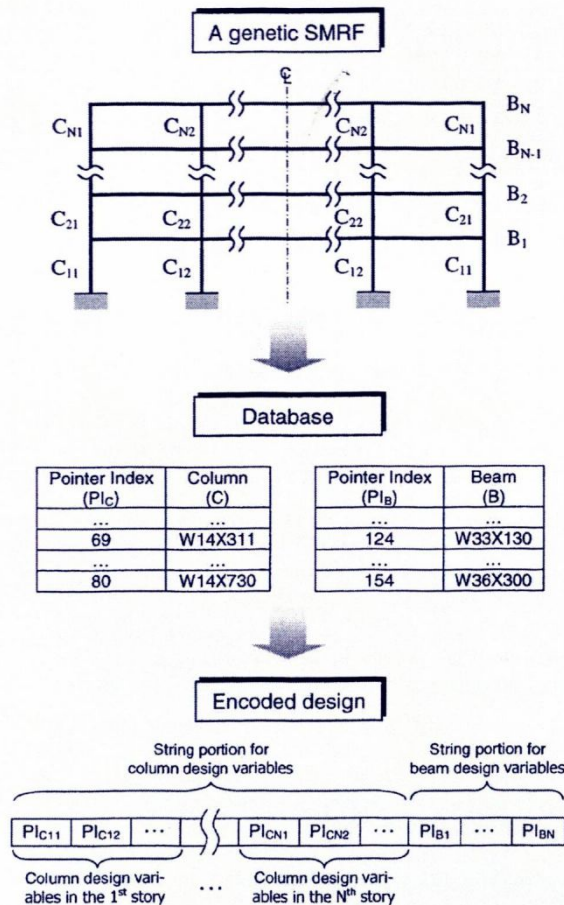 A genetic SMRF
℄
C_N1 C_N2 C_N2 C_N1 B_N
B_N-1
B_2
C_21 C_22 C_22 C_21
B_1
C_11 C_12 C_12 C_11
Database
Pointer Index (PI_C) Column (C)
... ...
69 W14X311
... ...
80 W14X730
Pointer Index (PI_B) Beam (B)
... ...
124 W33X130
... ...
154 W36X300
Encoded design
String portion for
column design variables
String portion for
beam design variables
PI_C11 PI_C12 ... PI_CN1 PI_CN2 ... PI_B1 ... PI_BN
Column design vari-
ables in the 1st story
...
Column design vari-
ables in the Nth story